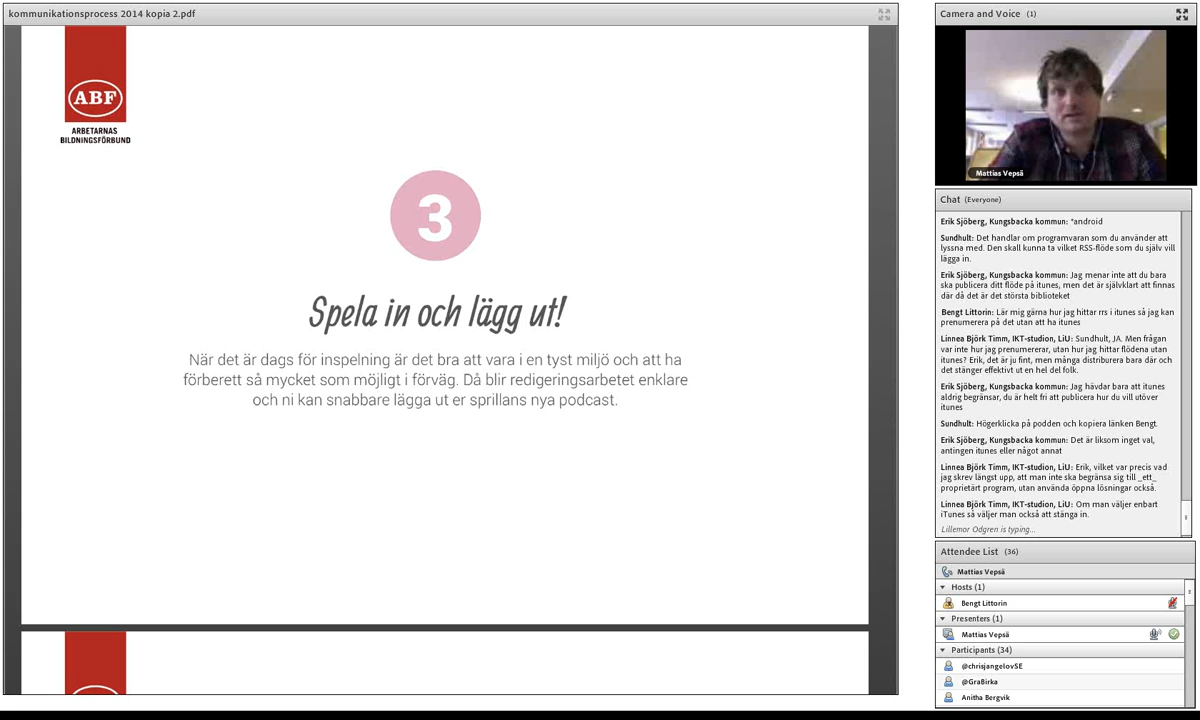 kommunikationsprocess 2014 kopia 2.pdf
ABF
ARBETARNAS
BILDNINGSFÖRBUND
3
Spela in och lägg ut!
När det är dags för inspelning är det bra att vara i en tyst miljö och att ha
förberett så mycket som möjligt i förväg. Då blir redigeringsarbetet enklare
och ni kan snabbare lägga ut er sprillans nya podcast.
Camera and Voice (1)
Mattias Vepsä
Chat (Everyone)
Erik Sjöberg, Kungsbacka kommun: *android
Sundhult: Det handlar om programvaran som du använder att
lyssna med. Den skall kunna ta vilket RSS-flöde som du själv vill
lägga in.
Erik Sjöberg, Kungsbacka kommun: Jag menar inte att du bara
ska publicera ditt flöde på itunes, men det är självklart att finnas
där då det är det största biblioteket
Bengt Littorin: Lär mig gärna hur jag hittar rrs i itunes så jag kan
prenumerera på det utan att ha itunes
Linnea Björk Timm, IKT-studion, LiU: Sundhult, JA. Men frågan
var inte hur jag prenumererar, utan hur jag hittar flödena utan
itunes? Erik, det är ju fint, men många distribuerar bara där och
det stänger effektivt ut en hel del folk.
Erik Sjöberg, Kungsbacka kommun: Jag hävdar bara att itunes
aldrig begränsar, du är helt fri att publicera hur du vill utöver
itunes
Sundhult: Högerklicka på podden och kopiera länken Bengt.
Erik Sjöberg, Kungsbacka kommun: Det är liksom inget val,
antingen itunes eller något annat
Linnea Björk Timm, IKT-studion, LiU: Erik, vilket var precis vad
jag skrev längst upp, att man inte ska begränsa sig till _ett_
proprietärt program, utan använda öppna lösningar också.
Linnea Björk Timm, IKT-studion, LiU: Om man väljer enbart
iTunes så väljer man också att stänga in.
Lillemor Odgren is typing...
Attendee List (36)
Mattias Vepsä
Hosts (1)
Bengt Littorin
Presenters (1)
Mattias Vepsä
Participants (34)
@chrisjangelovSE
@GraBirka
Anitha Bergvik